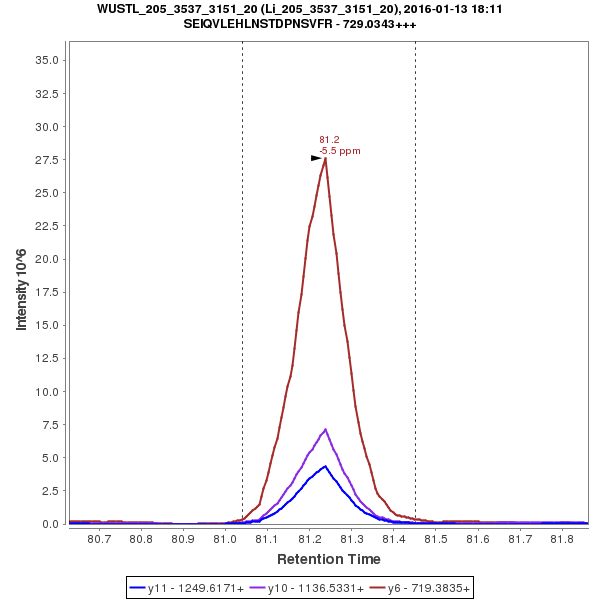 WUSTL_205_3537_3151_20 (Li_205_3537_3151_20), 2016-01-13 18:11
SEIQVLEHLNSTDPNSVFR - 729.0343+++
81.2
-5.5 ppm
35.0
32.5
30.0
27.5
25.0
22.5
20.0
17.5
15.0
12.5
10.0
7.5
5.0
2.5
0.0
Intensity 10^6
80.7 80.8 80.9 81.0 81.1 81.2 81.3 81.4 81.5 81.6 81.7 81.8
Retention Time
y11 - 1249.6171+ y10 - 1136.5331+ y6 - 719.3835+